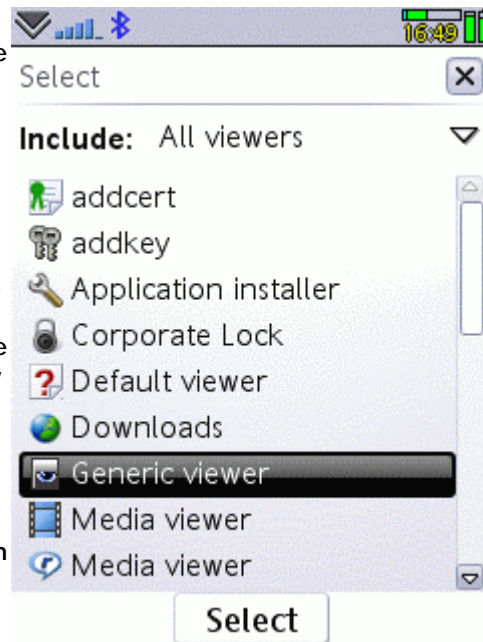 16:49
Select
Include: All viewers
addcert
addkey
Application installer
Corporate Lock
Default viewer
Downloads
Generic viewer
Media viewer
Media viewer
Select